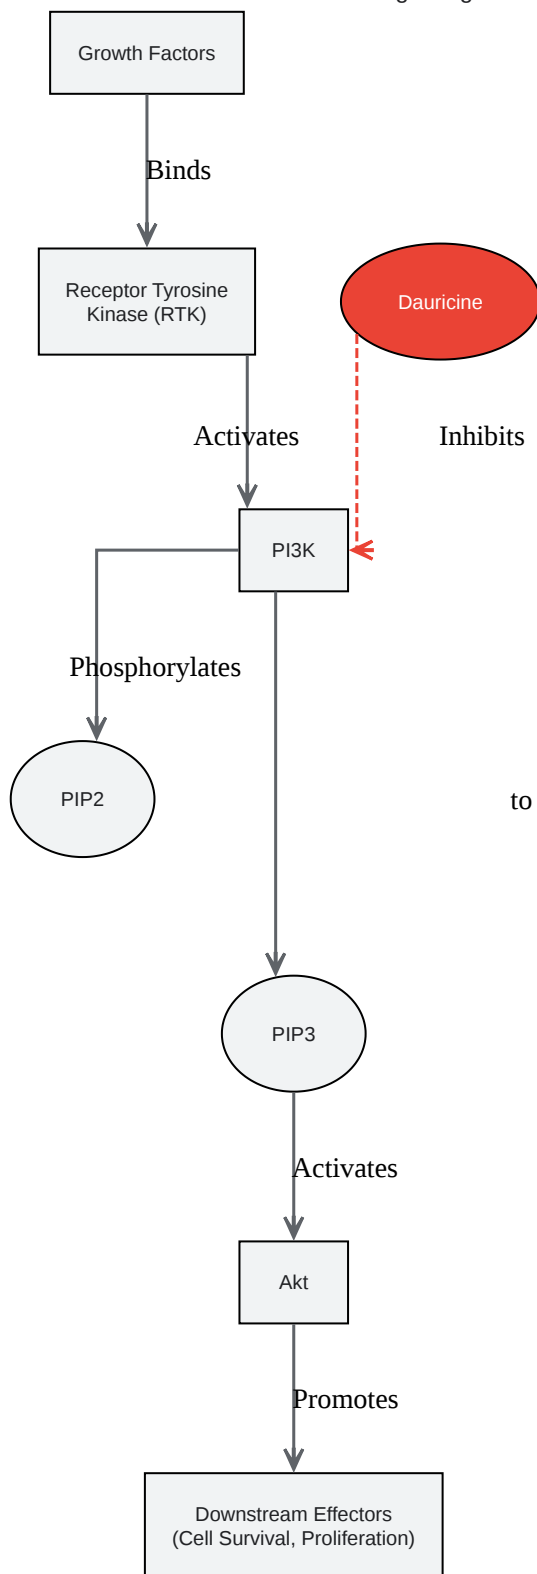 Growth Factors
Binds
Receptor Tyrosine
Kinase (RTK)
Dauricine
Activates
Inhibits
PI3K
Phosphorylates
PIP2
to
PIP3
Activates
Akt
Promotes
Downstream Effectors
(Cell Survival, Proliferation)